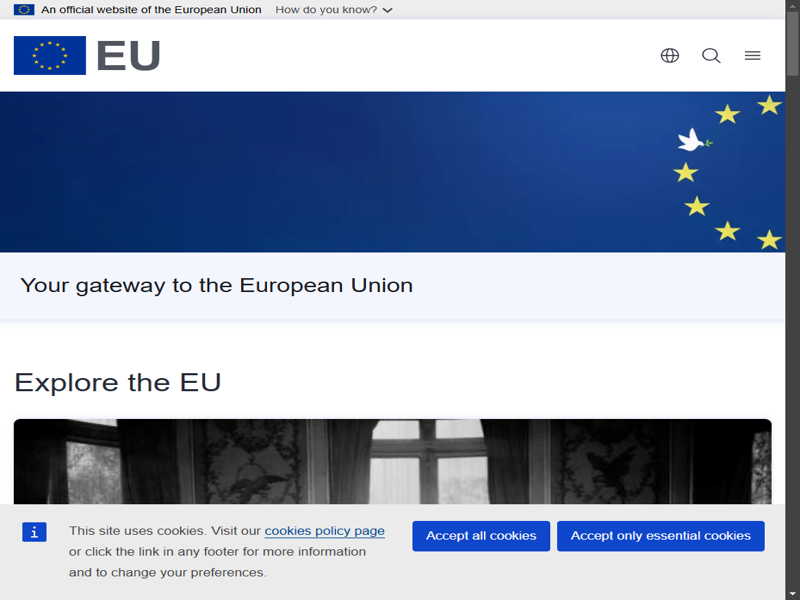 An official website of the European Union How do you know?
EU
Your gateway to the European Union
Explore the EU
This site uses cookies. Visit our cookies policy page
or click the link in any footer for more information
and to change your preferences.
Accept all cookies
Accept only essential cookies